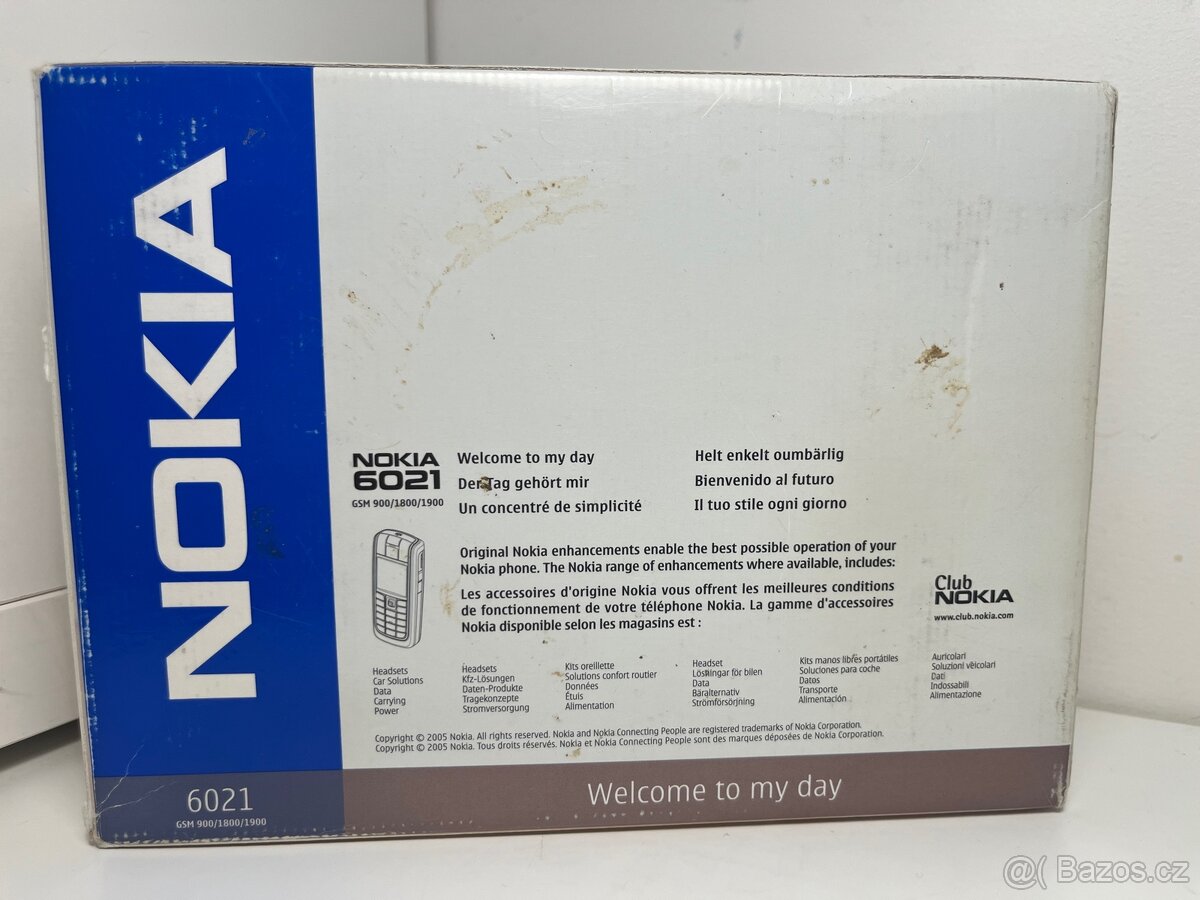 NOKIA
NOKIA
6021
GSM 900/1800/1900
Welcome to my day
Der Tag gehört mir
Un concentré de simplicité
Helt enkelt oumbärlig
Bienvenido al futuro
Il tuo stile ogni giorno
Original Nokia enhancements enable the best possible operation of your
Nokia phone. The Nokia range of enhancements where available, includes:
Les accessoires d'origine Nokia vous offrent les meilleures conditions
de fonctionnement de votre téléphone Nokia. La gamme d'accessoires
Nokia disponible selon les magasins est :
Club
NOKIA
www.club.nokia.com
Headsets
Car Solutions
Data
Carrying
Power
Headsets
Kfz-Lösungen
Daten-Produkte
Tragekonzepte
Stromversorgung
Kits oreillette
Solutions confort routier
Données
Étuis
Alimentation
Headset
Lösningar för bilen
Data
Bäralternativ
Strömförsörjning
Kits manos libres portátiles
Soluciones para coche
Datos
Transporte
Alimentación
Auricolari
Soluzioni veicolari
Dati
Indossabili
Alimentazione
Copyright © 2005 Nokia. All rights reserved. Nokia and Nokia Connecting People are registered trademarks of Nokia Corporation.
Copyright © 2005 Nokia. Tous droits réservés. Nokia et Nokia Connecting People sont des marques déposées de Nokia Corporation.
6021
GSM 900/1800/1900
Welcome to my day
@( Bazos.cz